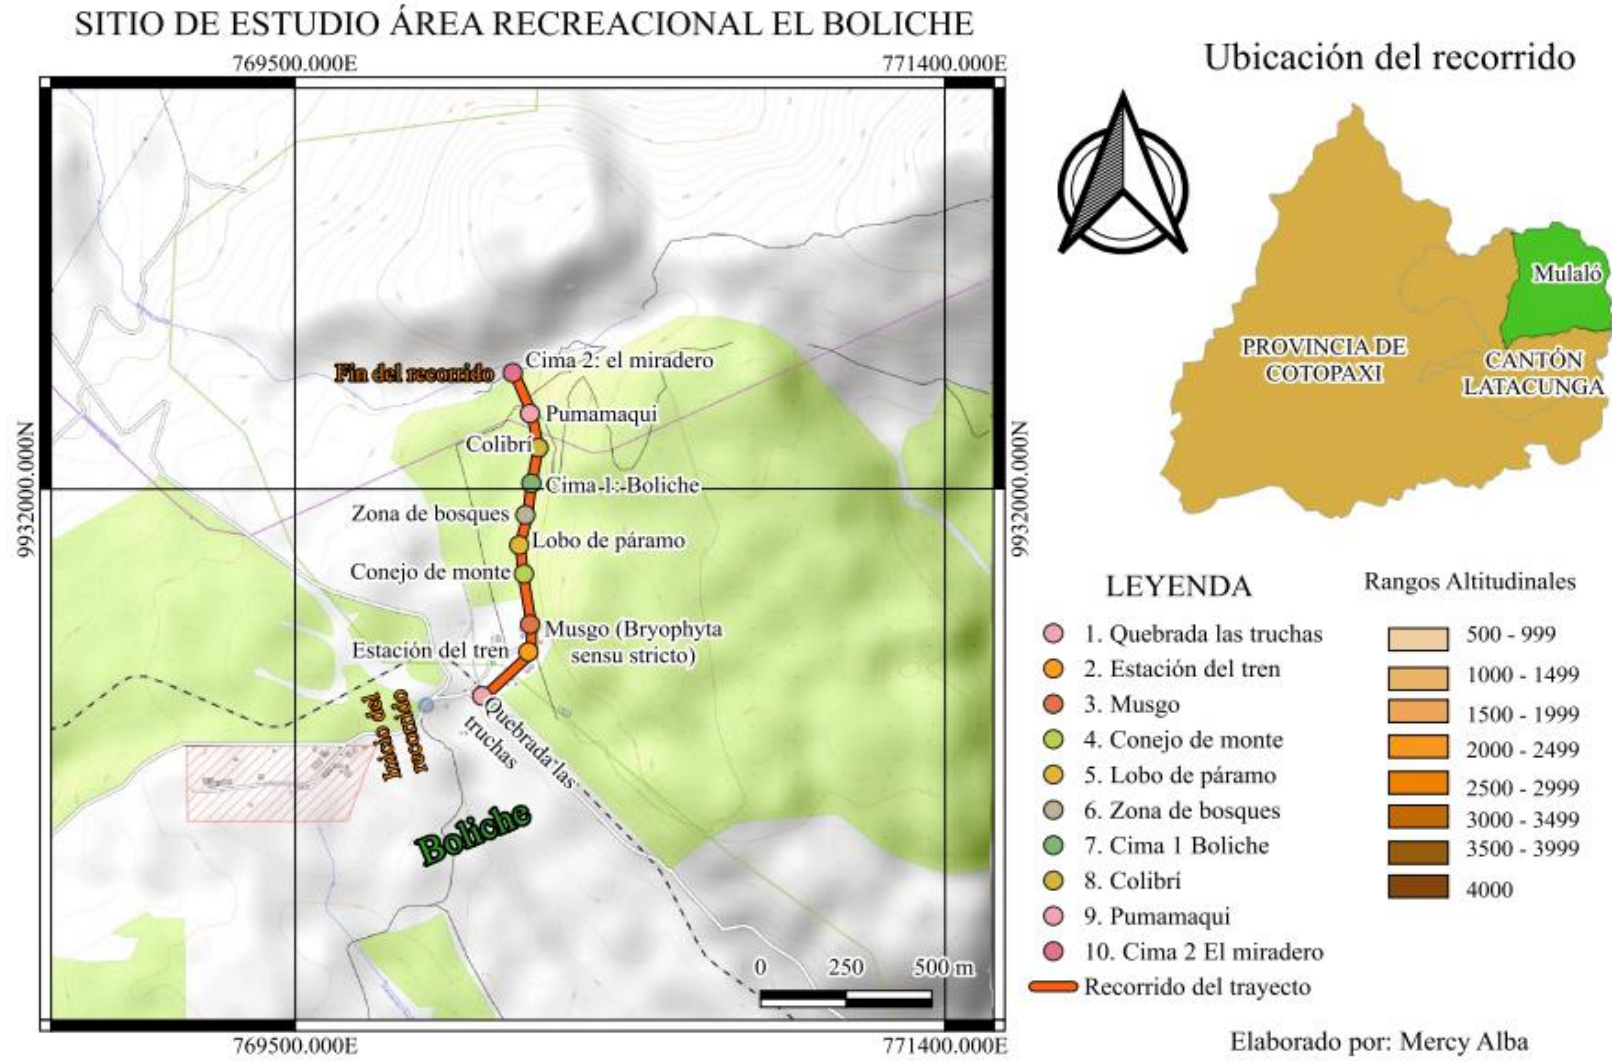 SITIO DE ESTUDIO ÁREA RECREACIONAL EL BOLICHE
769500.000E
771400.000E
9932000.000N
9932000.000N
Fin del recorrido
Cima 2: el miradero
Pumamaqui
Colibrí
Cima 1: Boliche
Zona de bosques
Lobo de páramo
Conejo de monte
Musgo (Bryophyta
sensu stricto)
Estación del tren
Inicio del
recorrido
Quebrada las
truchas
Boliche
0 250 500 m
769500.000E
771400.000E
Ubicación del recorrido
Mulaló
PROVINCIA DE
COTOPAXI
CANTÓN
LATACUNGA
LEYENDA
1. Quebrada las truchas
2. Estación del tren
3. Musgo
4. Conejo de monte
5. Lobo de páramo
6. Zona de bosques
7. Cima 1 Boliche
8. Colibrí
9. Pumamaqui
10. Cima 2 El miradero
Recorrido del trayecto
Rangos Altitudinales
500 - 999
1000 - 1499
1500 - 1999
2000 - 2499
2500 - 2999
3000 - 3499
3500 - 3999
4000
Elaborado por: Mercy Alba